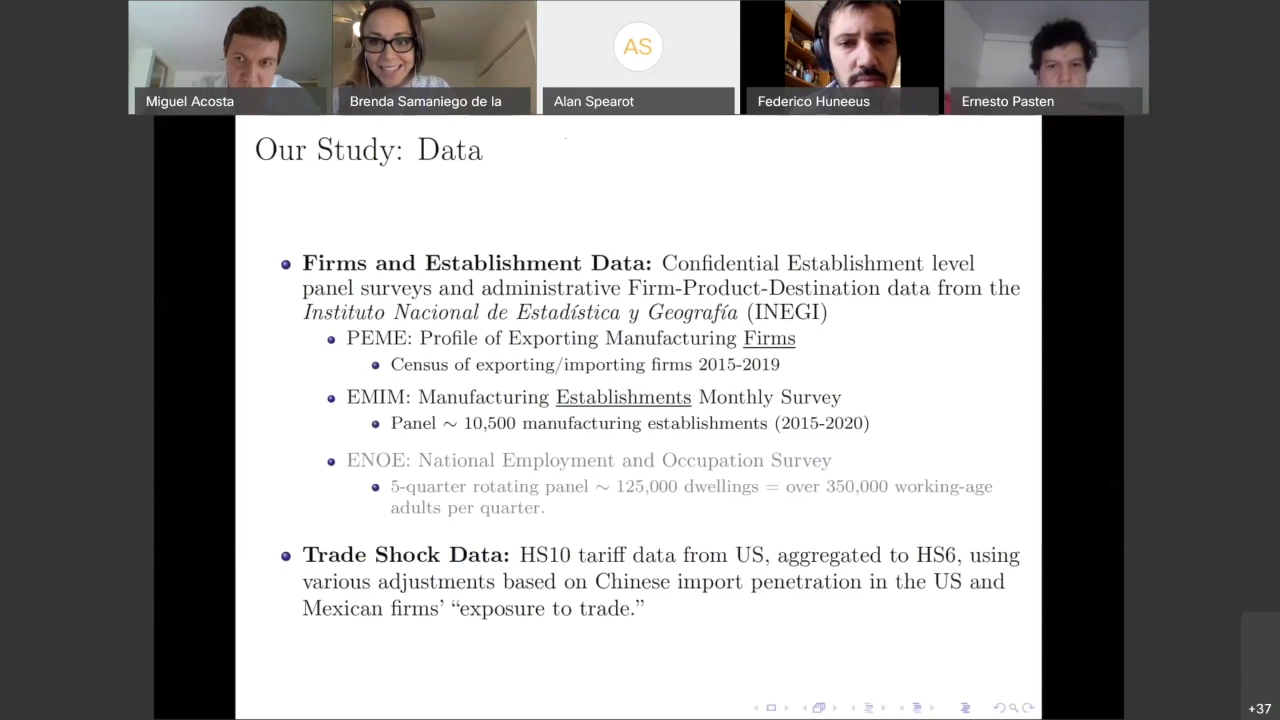 AS
Miguel Acosta
Brenda Samaniego de la
Alan Spearot
Federico Huneeus
Ernesto Pasten
Our Study: Data
Firms and Establishment Data: Confidential Establishment level
panel surveys and administrative Firm-Product-Destination data from the
Instituto Nacional de Estadística y Geografía (INEGI)
PEME: Profile of Exporting Manufacturing Firms
Census of exporting/importing firms 2015-2019
EMIM: Manufacturing Establishments Monthly Survey
Panel ∼ 10,500 manufacturing establishments (2015-2020)
ENOE: National Employment and Occupation Survey
5-quarter rotating panel ∼ 125,000 dwellings = over 350,000 working-age
adults per quarter.
Trade Shock Data: HS10 tariff data from US, aggregated to HS6, using
various adjustments based on Chinese import penetration in the US and
Mexican firms' “exposure to trade.”
+37